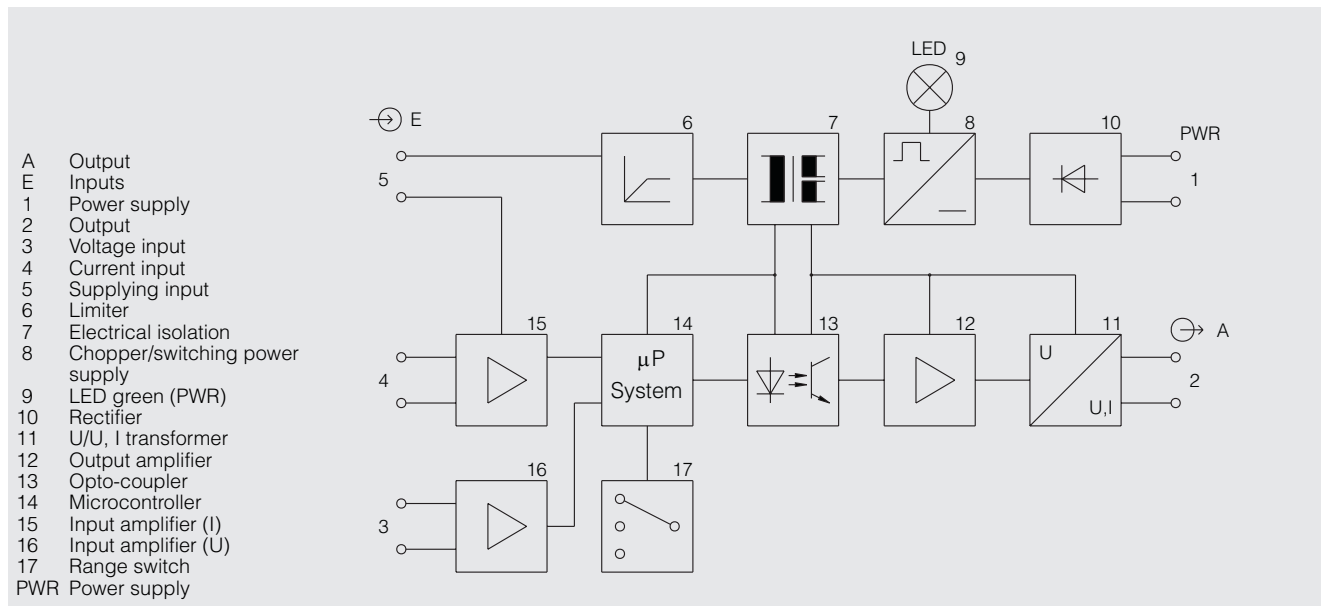 A Output
E Inputs
1 Power supply
2 Output
3 Voltage input
4 Current input
5 Supplying input
6 Limiter
7 Electrical isolation
8 Chopper/switching power
supply
9 LED green (PWR)
10 Rectifier
11 U/U, I transformer
12 Output amplifier
13 Opto-coupler
14 Microcontroller
15 Input amplifier (I)
16 Input amplifier (U)
17 Range switch
PWR Power supply
LED 9
E
6 7 8 10
PWR
5
1
15 14 13 12 11
A
µP
System
U
U,I
4
2
16 17
3